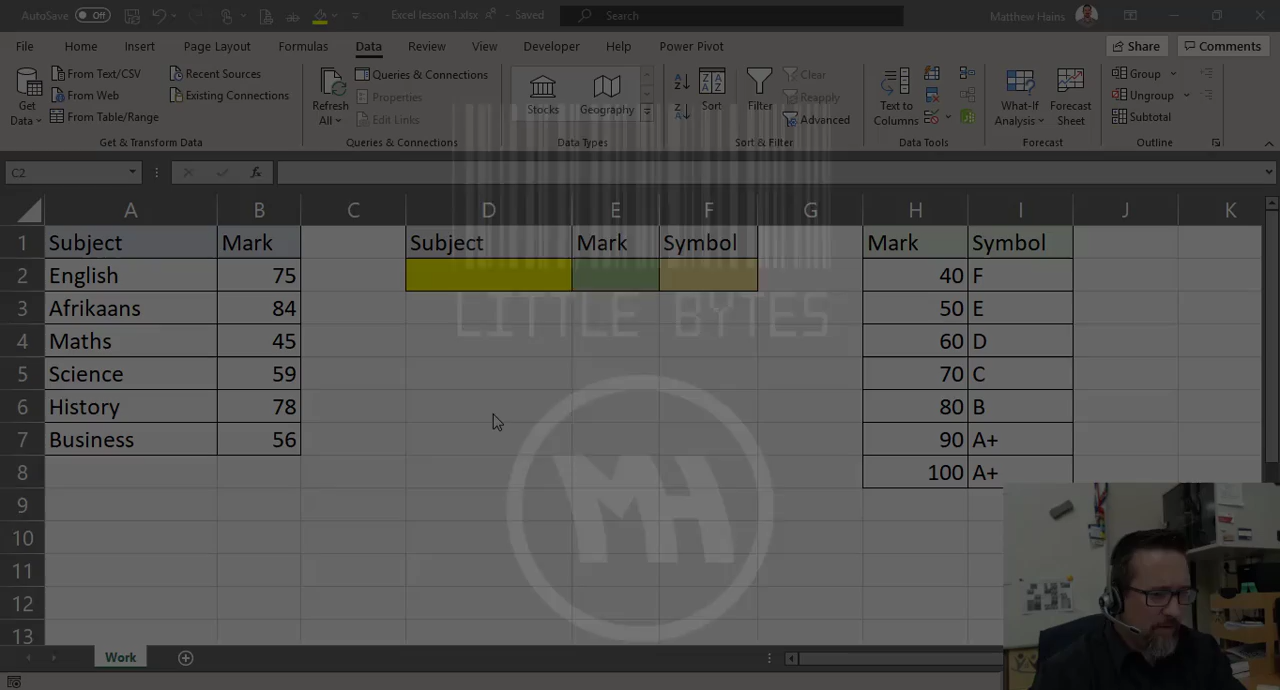 AutoSave Off Excel lesson 1.xlsx - Saved Search Matthew Hains
File Home Insert Page Layout Formulas Data Review View Developer Help Power Pivot Share Comments
Get Data
From Text/CSV
From Web
From Table/Range
Recent Sources
Existing Connections
Get & Transform Data
Refresh All
Queries & Connections
Properties
Edit Links
Queries & Connections
Stocks Geography
Data Types
Sort
Filter
Clear
Reapply
Advanced
Sort & Filter
Text to Columns
Data Tools
What-If Analysis
Forecast Sheet
Forecast
Group
Ungroup
Subtotal
Outline
C2 fx
A B C D E F G H I J K
1 Subject Mark Subject Mark Symbol Mark Symbol
2 English 75 40 F
3 Afrikaans 84 50 E
4 Maths 45 60 D
5 Science 59 70 C
6 History 78 80 B
7 Business 56 90 A+
8 100 A+
9
10
11
12
13
LITTLE BYTES
MH
Work